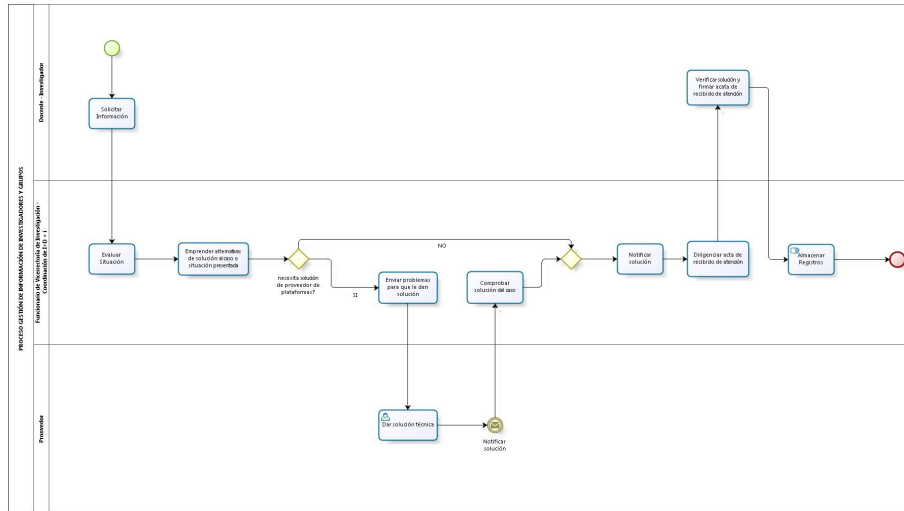 PROCESO GESTIÓN DE INFORMACIÓN DE INVESTIGADORES Y GRUPOS
Docente - Investigador
Solicitar
Información
Verificar solución y
firmar acata de
recibido de atención
Funcionario de Vicerrectoría de Investigación -
Coordinación de I+D + i
Evaluar
Situación
Emprender alternativas
de solución al caso o
situación presentada
necesita solución
de proveedor de
plataformas?
NO
SI
Enviar problemas
para que le den
solución
Comprobar
solución del caso
Notificar
solución
Diligenciar acta de
recibido de atención
Almacenar
Registros
Proveedor
Dar solución técnica
Notificar
solución